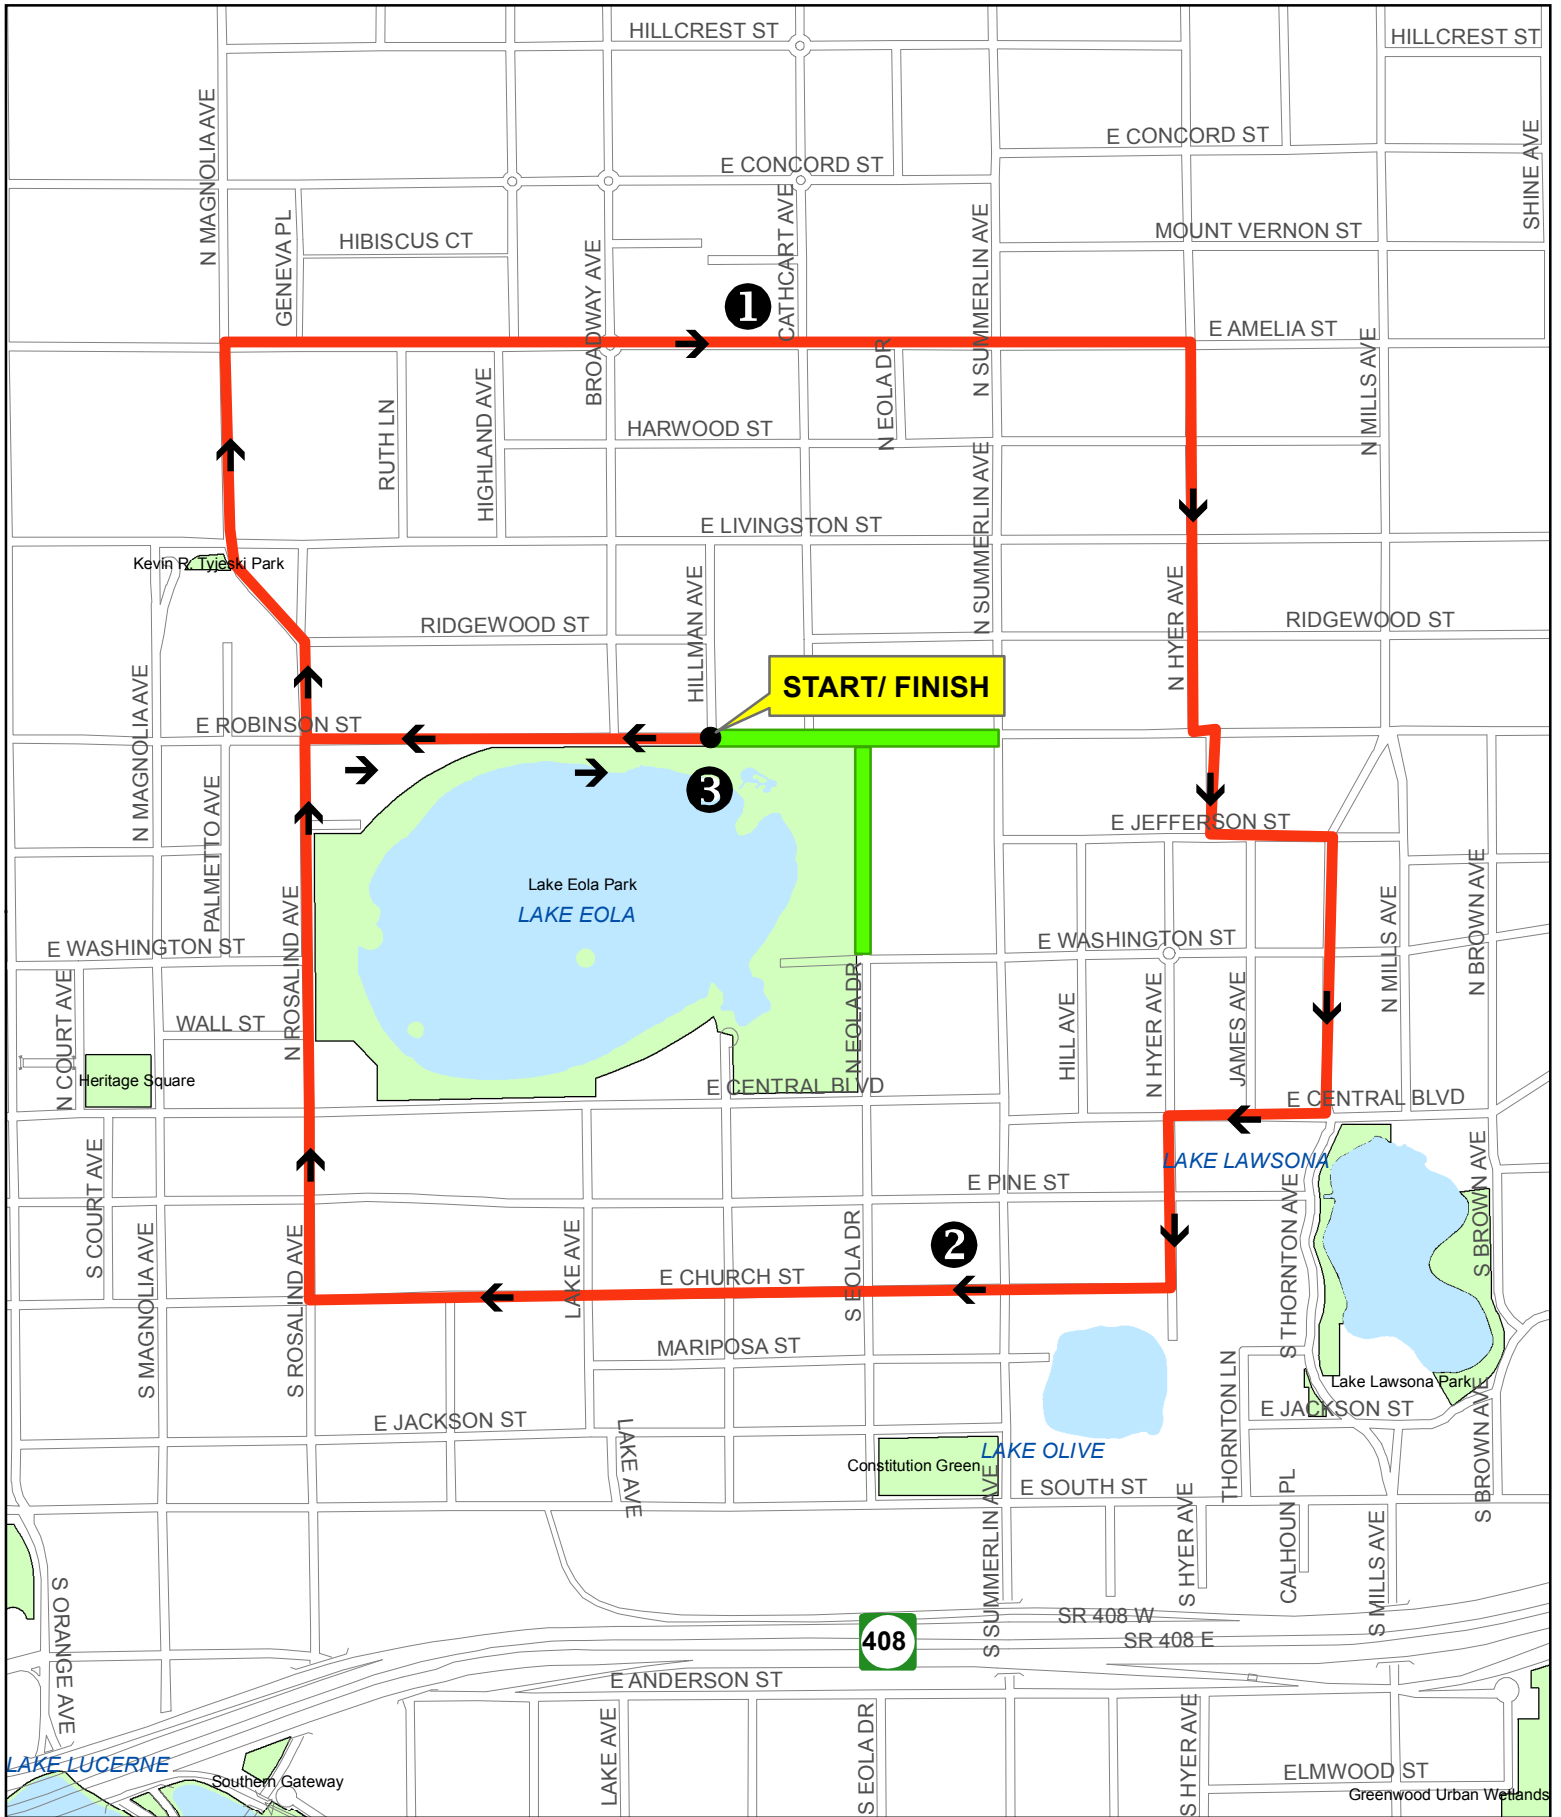 HILLCREST ST
HILLCREST ST
N MAGNOLIA AVE
E CONCORD ST
E CONCORD ST
SHINE AVE
GENEVA PL
HIBISCUS CT
BROADWAY AVE
CATHCART AVE
N SUMMERLIN AVE
MOUNT VERNON ST
1
E AMELIA ST
N EOLA DR
N MILLS AVE
RUTH LN
HIGHLAND AVE
HARWOOD ST
N SUMMERLIN AVE
E LIVINGSTON ST
Kevin R. Tyjeski Park
HILLMAN AVE
N HYER AVE
RIDGEWOOD ST
RIDGEWOOD ST
N MAGNOLIA AVE
START/ FINISH
E ROBINSON ST
3
PALMETTO AVE
E JEFFERSON ST
Lake Eola Park
LAKE EOLA
N ROSALIND AVE
N MILLS AVE
N BROWN AVE
E WASHINGTON ST
E WASHINGTON ST
N COURT AVE
WALL ST
N EOLA DR
HILL AVE
N HYER AVE
JAMES AVE
Heritage Square
E CENTRAL BLVD
E CENTRAL BLVD
LAKE LAWSONA
S COURT AVE
E PINE ST
S THORNTON AVE
S BROWN AVE
S MAGNOLIA AVE
S ROSALIND AVE
LAKE AVE
S EOLA DR
2
E CHURCH ST
MARIPOSA ST
THORNTON LN
Lake Lawsona Park
E JACKSON ST
E JACKSON ST
LAKE AVE
LAKE OLIVE
Constitution Green
S SUMMERLIN AVE
E SOUTH ST
S HYER AVE
CALHOUN PL
S MILLS AVE
S BROWN AVE
S ORANGE AVE
SR 408 W
408
SR 408 E
E ANDERSON ST
LAKE AVE
S EOLA DR
S HYER AVE
LAKE LUCERNE
Southern Gateway
ELMWOOD ST
Greenwood Urban Wetlands